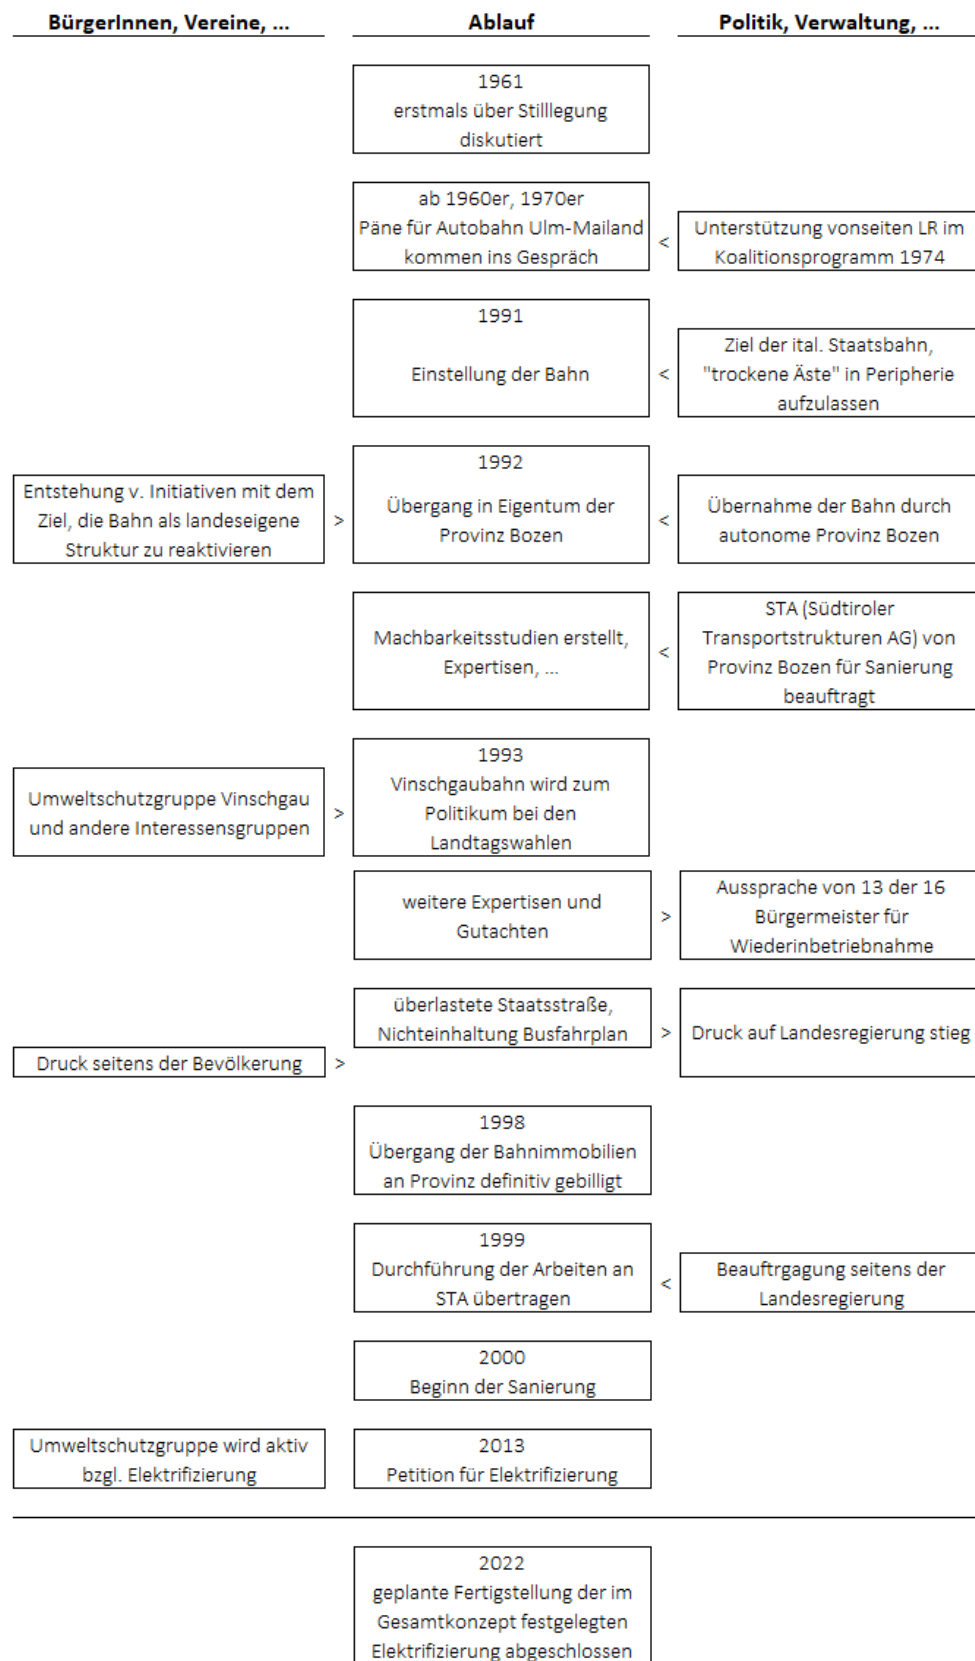 BürgerInnen, Vereine, ...
Ablauf
Politik, Verwaltung, ...
1961
erstmals über Stilllegung
diskutiert
ab 1960er, 1970er
Päne für Autobahn Ulm-Mailand
kommen ins Gespräch
<
Unterstützung vonseiten LR im
Koalitionsprogramm 1974
1991
Einstellung der Bahn
<
Ziel der ital. Staatsbahn,
"trockene Äste" in Peripherie
aufzulassen
Entstehung v. Initiativen mit dem
Ziel, die Bahn als landeseigene
Struktur zu reaktivieren
>
1992
Übergang in Eigentum der
Provinz Bozen
<
Übernahme der Bahn durch
autonome Provinz Bozen
Machbarkeitsstudien erstellt,
Expertisen, ...
<
STA (Südtiroler
Transportstrukturen AG) von
Provinz Bozen für Sanierung
beauftragt
Umweltschutzgruppe Vinschgau
und andere Interessensgruppen
>
1993
Vinschgaubahn wird zum
Politikum bei den
Landtagswahlen
weitere Expertisen und
Gutachten
>
Aussprache von 13 der 16
Bürgermeister für
Wiederinbetriebnahme
überlastete Staatsstraße,
Nichteinhaltung Busfahrplan
>
Druck auf Landesregierung stieg
Druck seitens der Bevölkerung
>
1998
Übergang der Bahnimmobilien
an Provinz definitiv gebilligt
1999
Durchführung der Arbeiten an
STA übertragen
<
Beauftrgagung seitens der
Landesregierung
2000
Beginn der Sanierung
Umweltschutzgruppe wird aktiv
bzgl. Elektrifizierung
2013
Petition für Elektrifizierung
2022
geplante Fertigstellung der im
Gesamtkonzept festgelegten
Elektrifizierung abgeschlossen